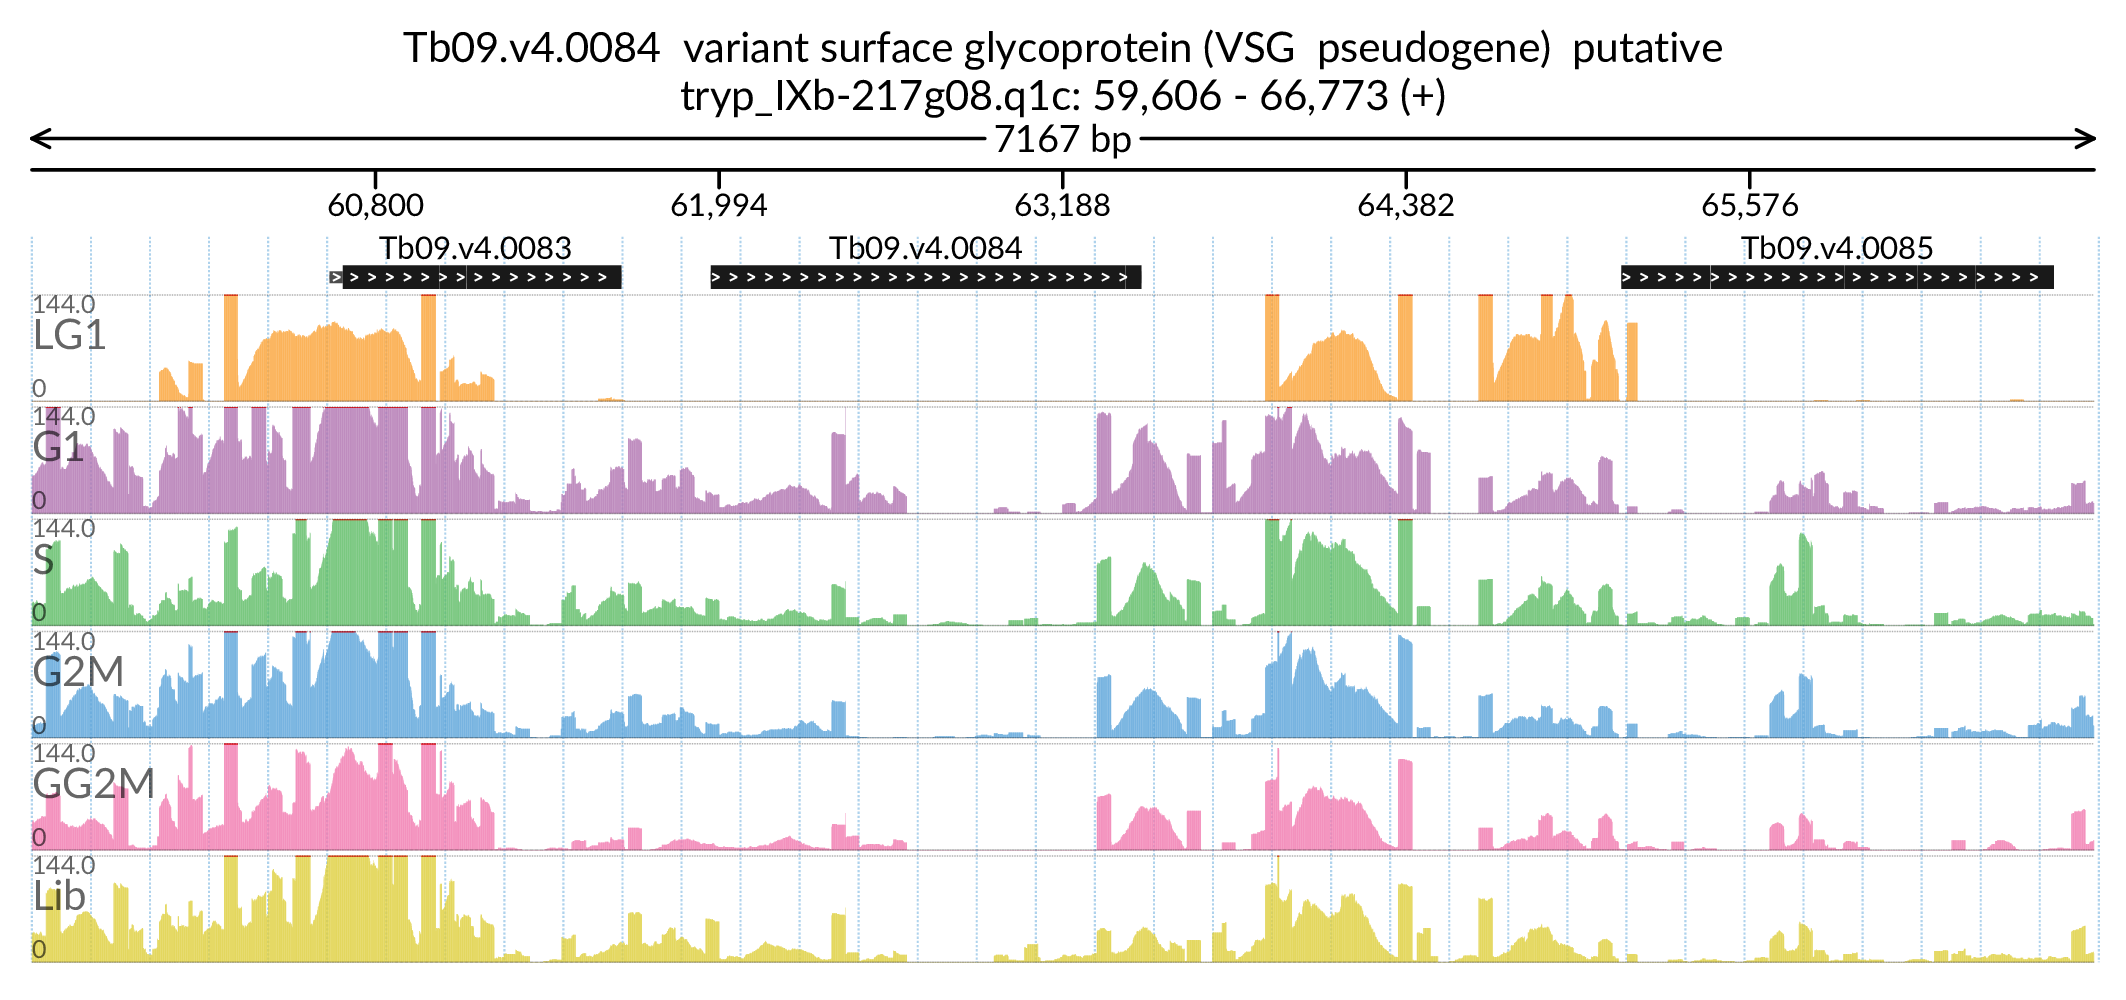 Tb09.v4.0084 variant surface glycoprotein (VSG pseudogene) putative
tryp_IXb-217g08.q1c: 59,606 - 66,773 (+)
7167 bp
60,800 61,994 63,188 64,382 65,576
Tb09.v4.0083 Tb09.v4.0084 Tb09.v4.0085
144.0
LG1
0
144.0
G1
0
144.0
S
0
144.0
G2M
0
144.0
GG2M
0
144.0
Lib
0